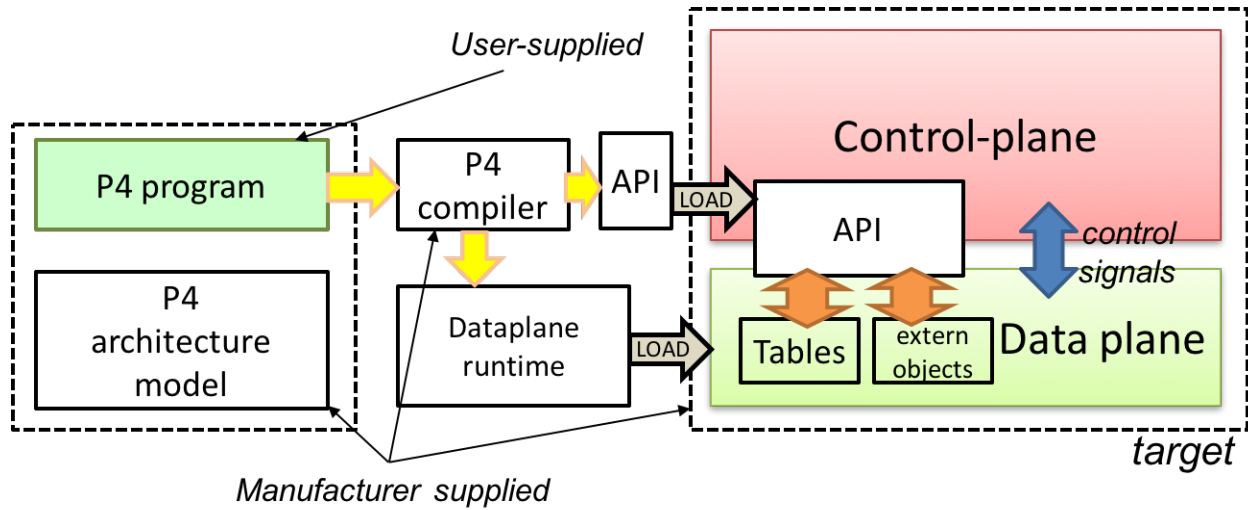 User-supplied
P4 program
P4
compiler
API
LOAD
Control-plane
API
control
signals
P4
architecture
model
Dataplane
runtime
LOAD
Tables
extern
objects
Data plane
target
Manufacturer supplied